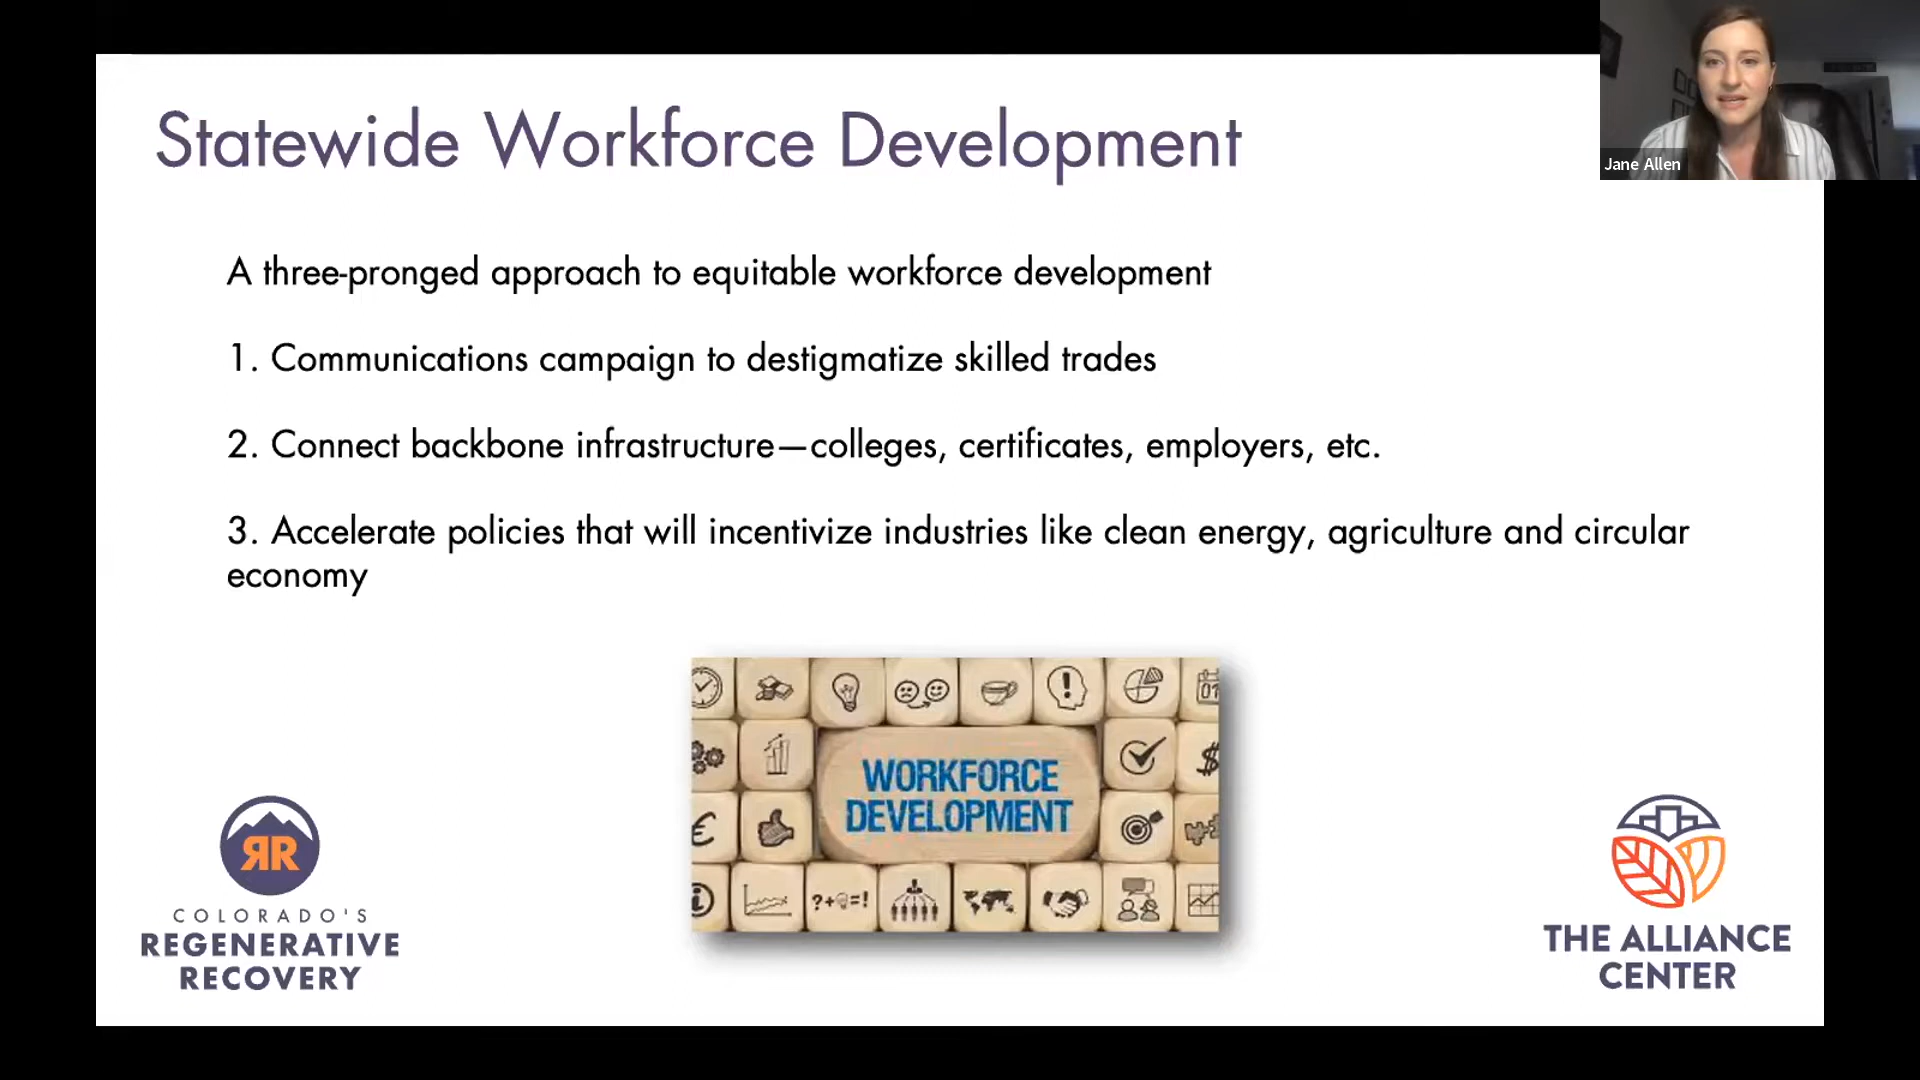 Statewide Workforce Development
Jane Allen
A three-pronged approach to equitable workforce development
1. Communications campaign to destigmatize skilled trades
2. Connect backbone infrastructure—colleges, certificates, employers, etc.
3. Accelerate policies that will incentivize industries like clean energy, agriculture and circular
economy
01
WORKFORCE
DEVELOPMENT
$
€
?+=!
ЯR
COLORADO'S
REGENERATIVE
RECOVERY
THE ALLIANCE
CENTER